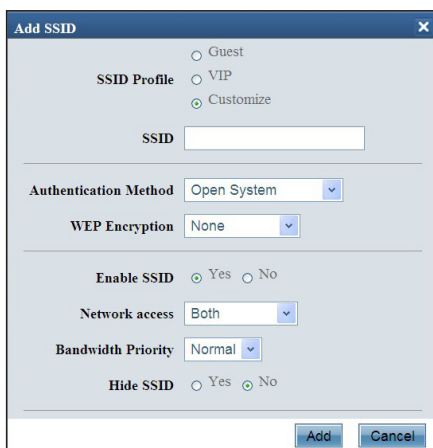 Add SSID
Guest
SSID Profile VIP
Customize
SSID
Authentication Method Open System
WEP Encryption None
Enable SSID Yes No
Network access Both
Bandwidth Priority Normal
Hide SSID Yes No
Add Cancel